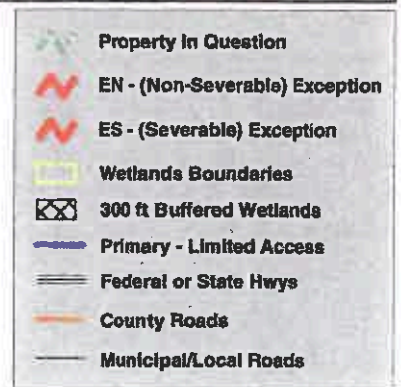 Property In Question
EN - (Non-Severable) Exception
ES - (Severable) Exception
Wetlands Boundaries
300 ft Buffered Wetlands
Primary - Limited Access
Federal or State Hwys
County Roads
Municipal/Local Roads